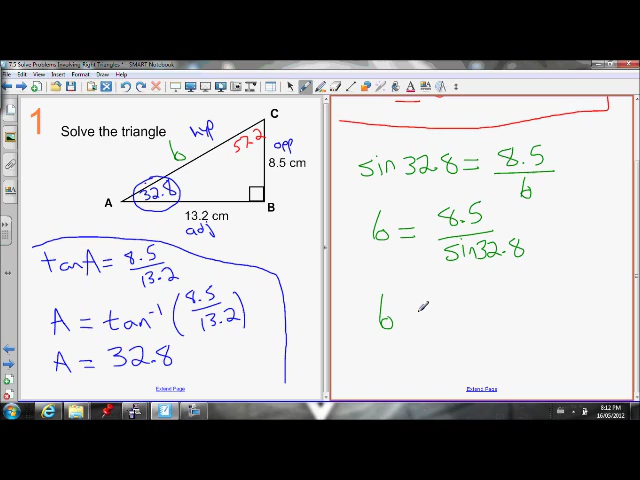 7.5 Solve Problems Involving Right Triangles * - SMART Notebook
File Edit View Insert Format Draw Help
1
Solve the triangle
hyp
b
C
57.2
opp
8.5 cm
32.8
A
B
13.2 cm
adj
tanA = 8.5/13.2
A = tan⁻¹ (8.5/13.2)
A = 32.8
Extend Page
sin 32.8 = 8.5/b
b = 8.5/sin32.8
b
Extend Page
8:12 PM
16/05/2012